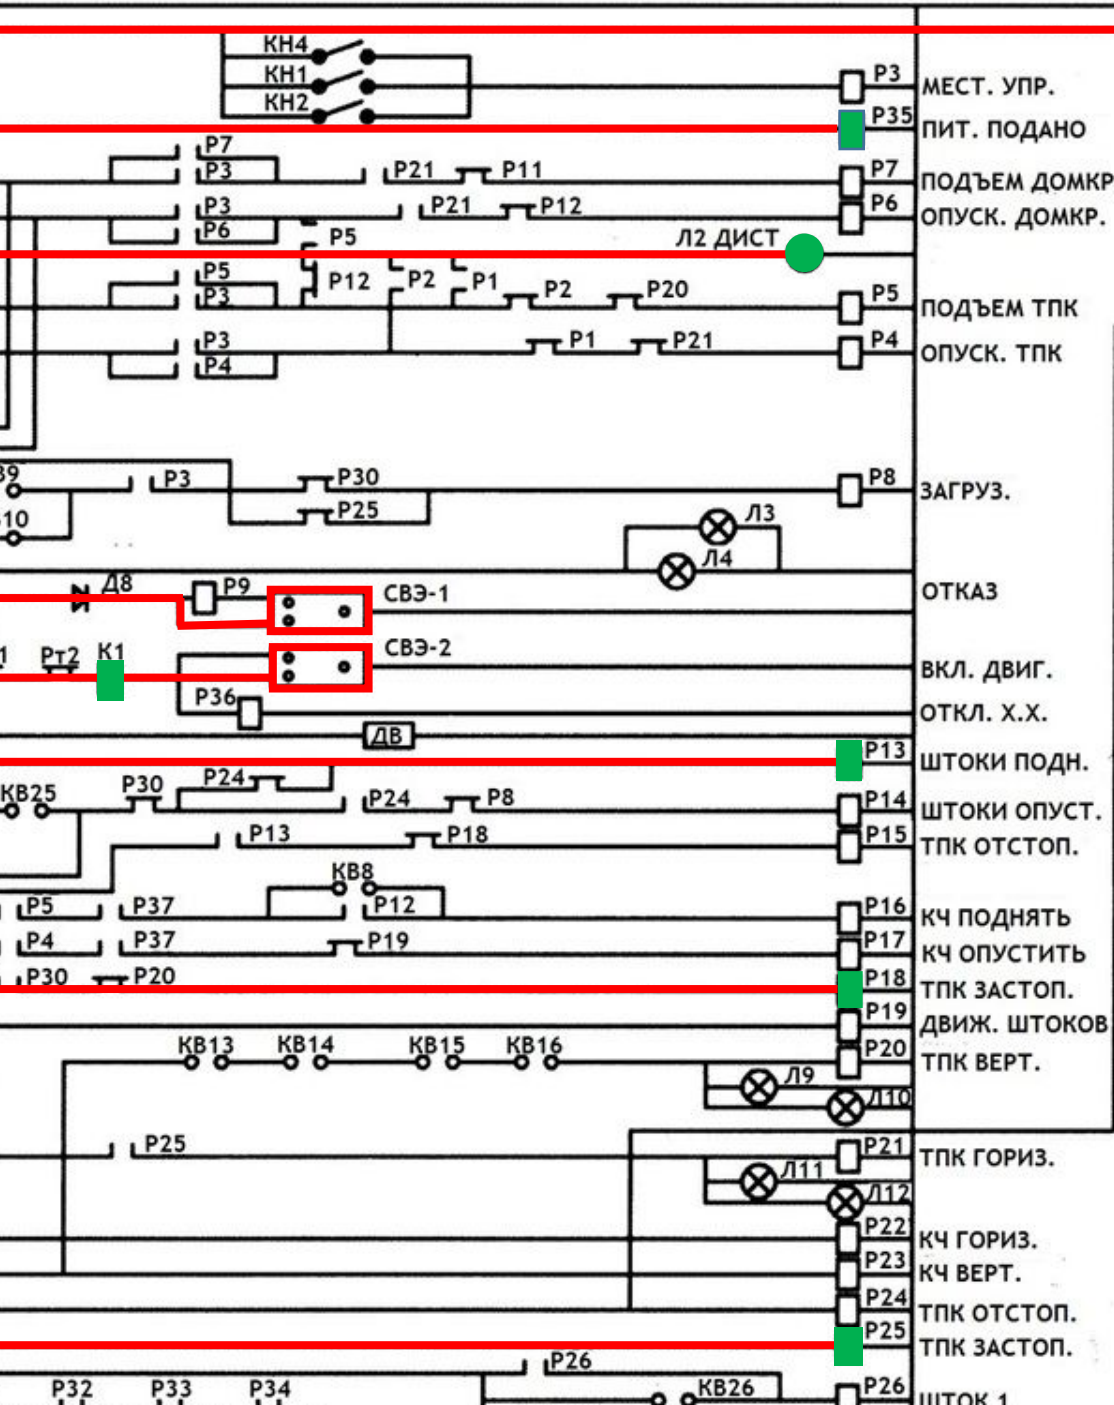 КН4
КН1
КН2
Р3 МЕСТ. УПР.
Р35 ПИТ. ПОДАНО
Р7
Р3 Р21 Р11 Р7 ПОДЪЕМ ДОМКР
Р3 Р21 Р12 Р6 ОПУСК. ДОМКР.
Р6 Р5 Л2 ДИСТ
Р5 Р12 Р2 Р1
Р3 Р2 Р20 Р5 ПОДЪЕМ ТПК
Р3 Р1 Р21 Р4 ОПУСК. ТПК
Р4
Р3 Р30 Р8 ЗАГРУЗ.
10 Р25
Л3
Л4
Д8 Р9 СВЭ-1 ОТКАЗ
1 Рт2 К1 СВЭ-2 ВКЛ. ДВИГ.
Р36 ОТКЛ. Х.Х.
ДВ
Р13 ШТОКИ ПОДН.
КВ25 Р30 Р24 Р24 Р8 Р14 ШТОКИ ОПУСТ.
Р13 Р18 Р15 ТПК ОТСТОП.
КВ8
Р5 Р37 Р12 Р16 КЧ ПОДНЯТЬ
Р4 Р37 Р19 Р17 КЧ ОПУСТИТЬ
Р30 Р20 Р18 ТПК ЗАСТОП.
Р19 ДВИЖ. ШТОКОВ
КВ13 КВ14 КВ15 КВ16 Р20 ТПК ВЕРТ.
Л9
Л10
Р25 Р21 ТПК ГОРИЗ.
Л11
Л12
Р22 КЧ ГОРИЗ.
Р23 КЧ ВЕРТ.
Р24 ТПК ОТСТОП.
Р25 ТПК ЗАСТОП.
Р26
Р32 Р33 Р34 КВ26 Р26 ШТОК 1